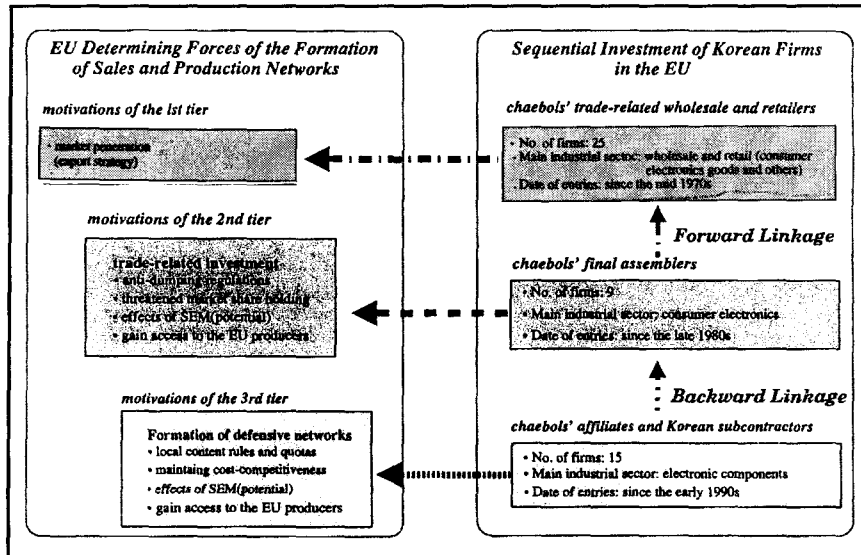 EU Determining Forces of the Formation
of Sales and Production Networks
motivations of the lst tier
• market penetration
(export strategy)
motivations of the 2nd tier
trade-related investment
• anti-dumping regulations
• threatened market share holding
• effects of SEM(potential)
• gain access to the EU producers
motivations of the 3rd tier
Formation of defensive networks
• local content rules and quotas
• maintaing cost-competitiveness
• effects of SEM(potential)
• gain access to the EU producers
Sequential Investment of Korean Firms
in the EU
chaebols' trade-related wholesale and retailers
• No. of firms: 25
• Main industrial sector: wholesale and retail (consumer
electronics goods and others)
• Date of entries: since the mid 1970s
Forward Linkage
chaebols' final assemblers
• No. of firms: 9
• Main industrial sector: consumer electronics
• Date of entries: since the late 1980s
Backward Linkage
chaebols' affiliates and Korean subcontractors
• No. of firms: 15
• Main industrial sector: electronic components
• Date of entries: since the early 1990s